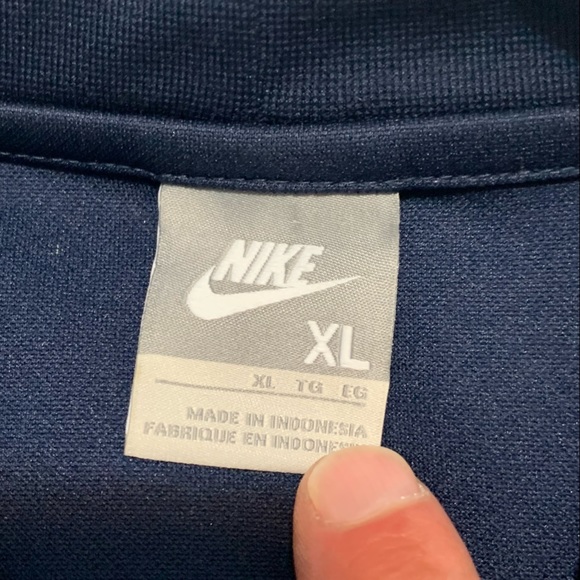 NIKE
XL
XL TG EG
MADE IN INDONESIA
FABRIQUE EN